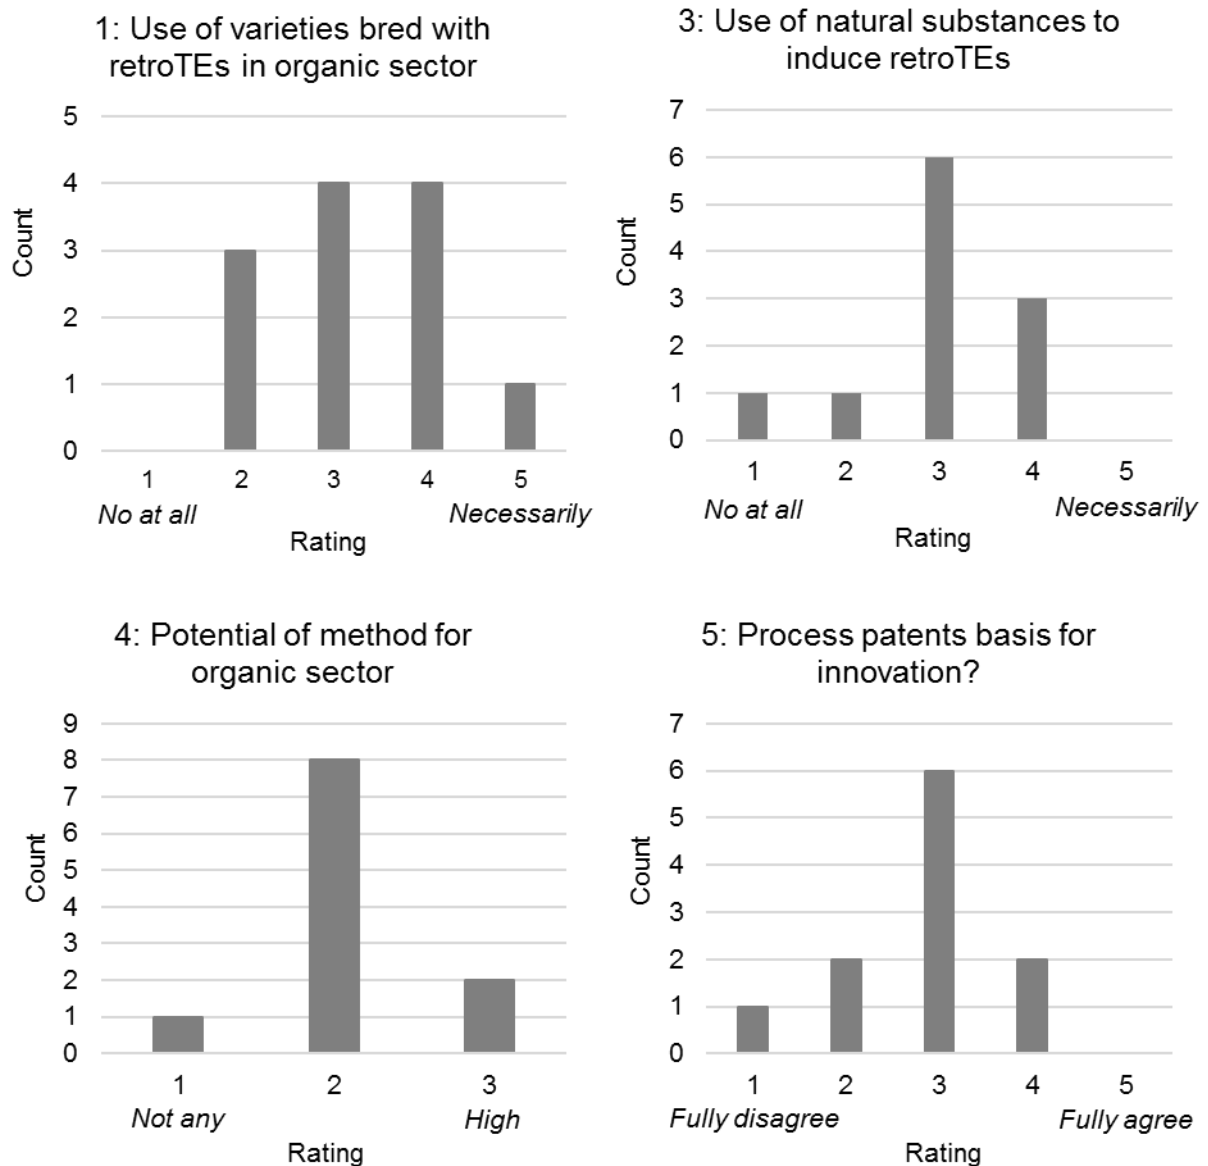 1: Use of varieties bred with
retroTEs in organic sector
5
4
3
2
1
0
Count
1 2 3 4 5
No at all Necessarily
Rating
3: Use of natural substances to
induce retroTEs
7
6
5
4
3
2
1
0
Count
1 2 3 4 5
No at all Necessarily
Rating
4: Potential of method for
organic sector
9
8
7
6
5
4
3
2
1
0
Count
1 2 3
Not any High
Rating
5: Process patents basis for
innovation?
7
6
5
4
3
2
1
0
Count
1 2 3 4 5
Fully disagree Fully agree
Rating